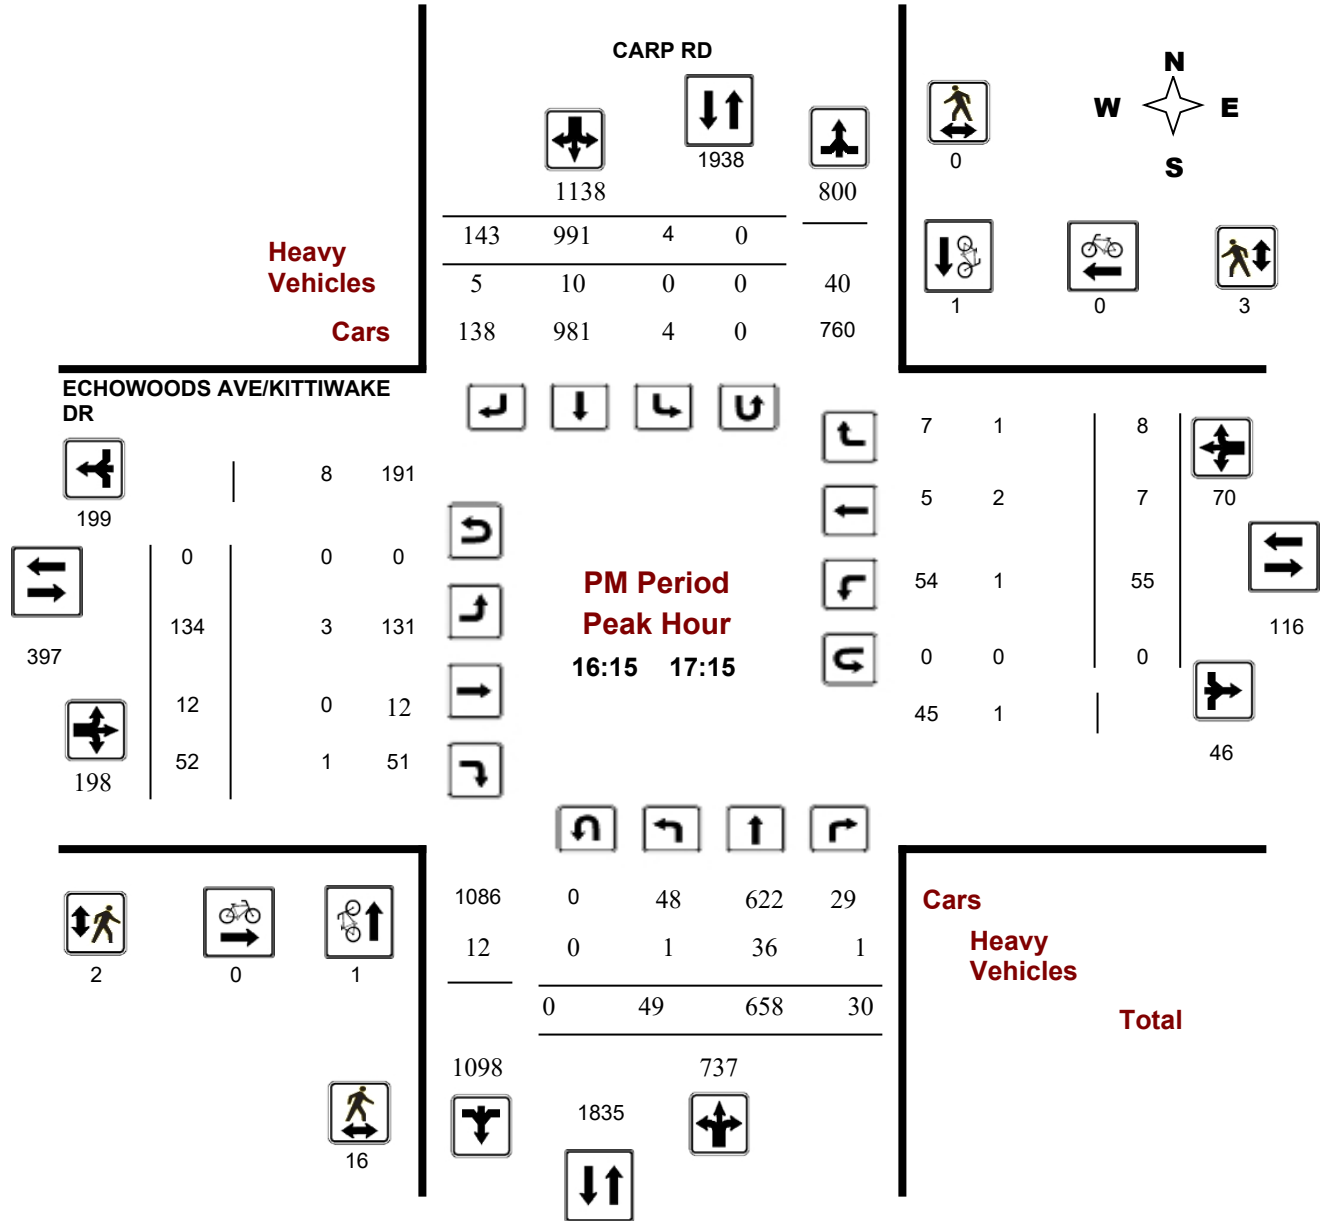 CARP RD
N
W E
S
1938
0
1138 800
143 991 4 0
Heavy
Vehicles
5 10 0 0 40
1 0 3
Cars
138 981 4 0 760
ECHOWOODS AVE/KITTIWAKE
DR
7 1 8
8 191
5 2 7 70
199
0 0 0
PM Period
54 1 55
Peak Hour
134 3 131
116
397
16:15 17:15
0 0 0
12 0 12
45 1
52 1 51
46
198
1086 0 48 622 29
Cars
12 0 1 36 1
Heavy
Vehicles
2 0 1
0 49 658 30
Total
1098 737
1835
16